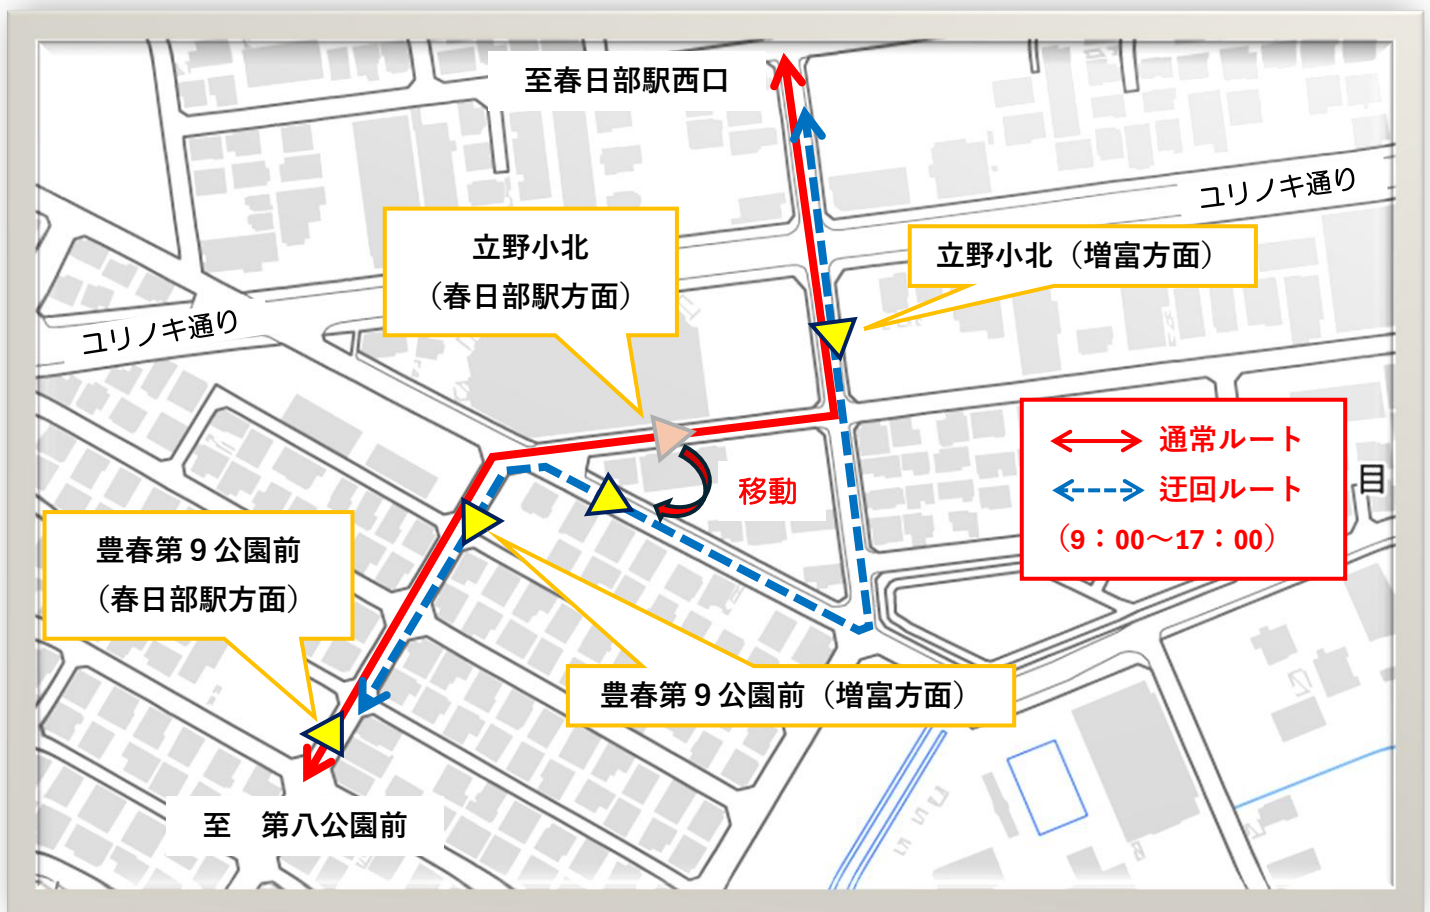 至春日部駅西口
ユリノキ通り
立野小北
（春日部駅方面）
立野小北（増富方面）
ユリノキ通り
通常ルート
迂回ルート
（9：00～17：00）
目
移動
豊春第９公園前
（春日部駅方面）
豊春第９公園前（増富方面）
至　第八公園前